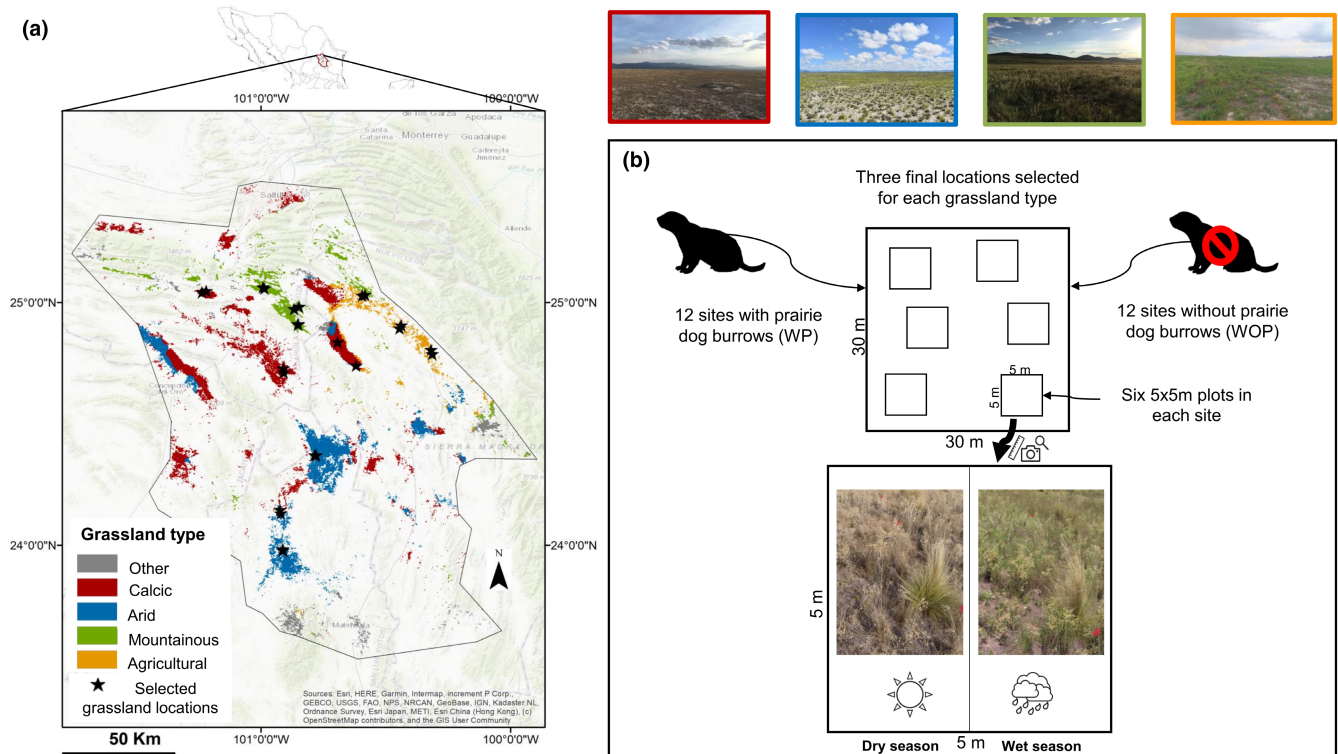 (a)
101°0'0"W
100°0'0"W
de los Garza
Apodaca
Santa
Catarina
Monterrey
Guadalupe
Cadereyta
Jiménez
Allende
25°0'0"N
25°0'0"N
24°0'0"N
24°0'0"N
SIERRA MADRE
Matehuala
N
Grassland type
Other
Calcic
Arid
Mountainous
Agricultural
Selected
grassland locations
Sources: Esri, HERE, Garmin, Intermap, increment P Corp.,
GEBCO, USGS, FAO, NPS, NRCAN, GeoBase, IGN, Kadaster NL,
Ordnance Survey, Esri Japan, METI, Esri China (Hong Kong), (c)
OpenStreetMap contributors, and the GIS User Community
50 Km
101°0'0"W
100°0'0"W
(b)
Three final locations selected
for each grassland type
12 sites with prairie
dog burrows (WP)
12 sites without prairie
dog burrows (WOP)
30 m
5 m
5 m
Six 5x5m plots in
each site
30 m
5 m
Dry season
5 m
Wet season